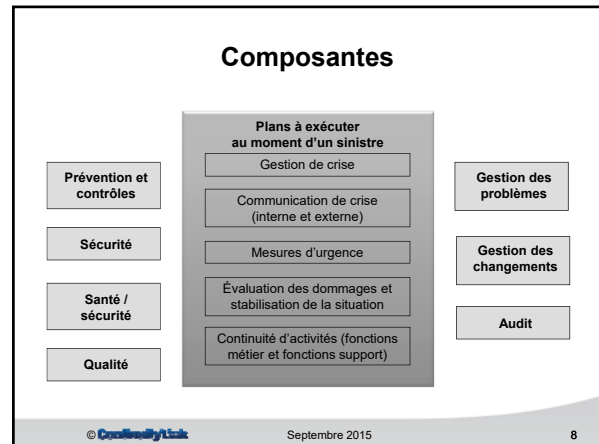 Composantes
Plans à exécuter
au moment d'un sinistre
Gestion de crise
Communication de crise
(interne et externe)
Mesures d'urgence
Évaluation des dommages et
stabilisation de la situation
Continuité d'activités (fonctions
métier et fonctions support)
Prévention et
contrôles
Sécurité
Santé /
sécurité
Qualité
Gestion des
problèmes
Gestion des
changements
Audit
© ContinuityLink
Septembre 2015
8